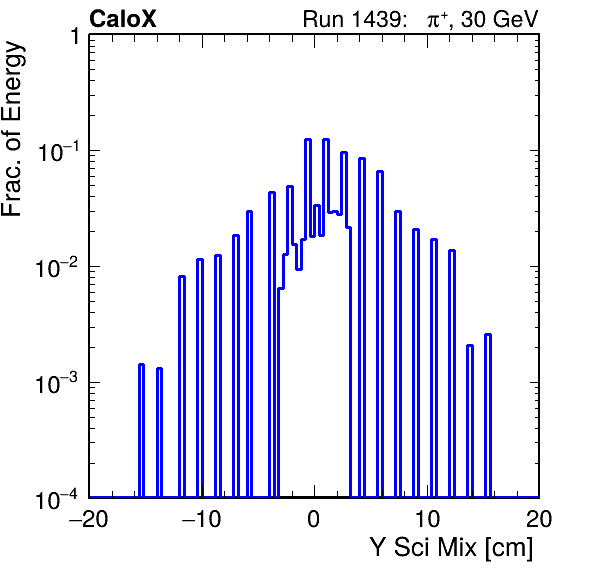 CaloX Run 1439: π⁺, 30 GeV
Frac. of Energy
1
10⁻¹
10⁻²
10⁻³
10⁻⁴
−20 −10 0 10 20
Y Sci Mix [cm]